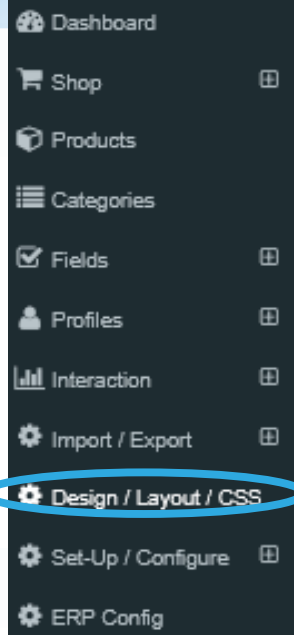 Dashboard
Shop
Products
Categories
Fields
Profiles
Interaction
Import / Export
Design / Layout / CSS
Set-Up / Configure
ERP Config